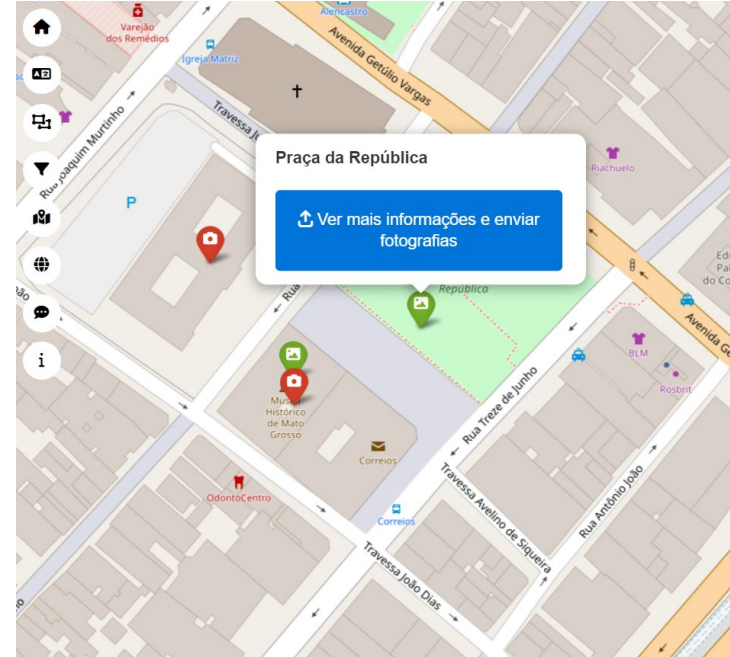 Varejão
dos Remédios
Alencastro
Igreja Matriz
Avenida Getúlio Vargas
Rua Joaquim Murtinho
Travessa
Praça da República
Ver mais informações e enviar
fotografias
Riachuelo
P
República
Rua
BLM
Rosbrit
Avenida
Rua Treze de Junho
Histórico
de Mato
Grosso
Correios
OdontoCentro
Correios
Travessa Avelino de Siqueira
Rua Antônio João
Travessa João Dias
i